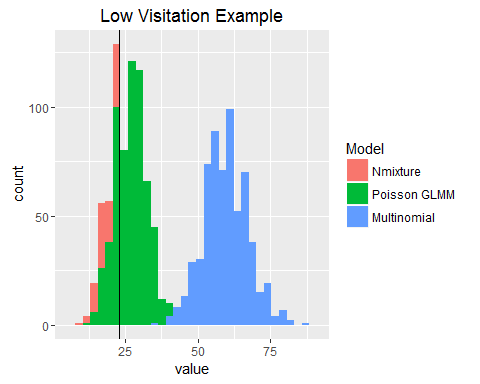 Low Visitation Example
100
50
0
count
25
50
75
value
Model
Nmixture
Poisson GLMM
Multinomial